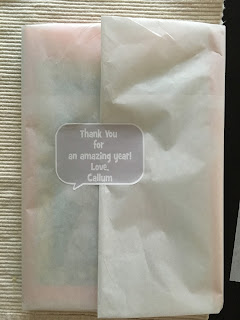 Thank You
for
an amazing year!
Love,
Callum